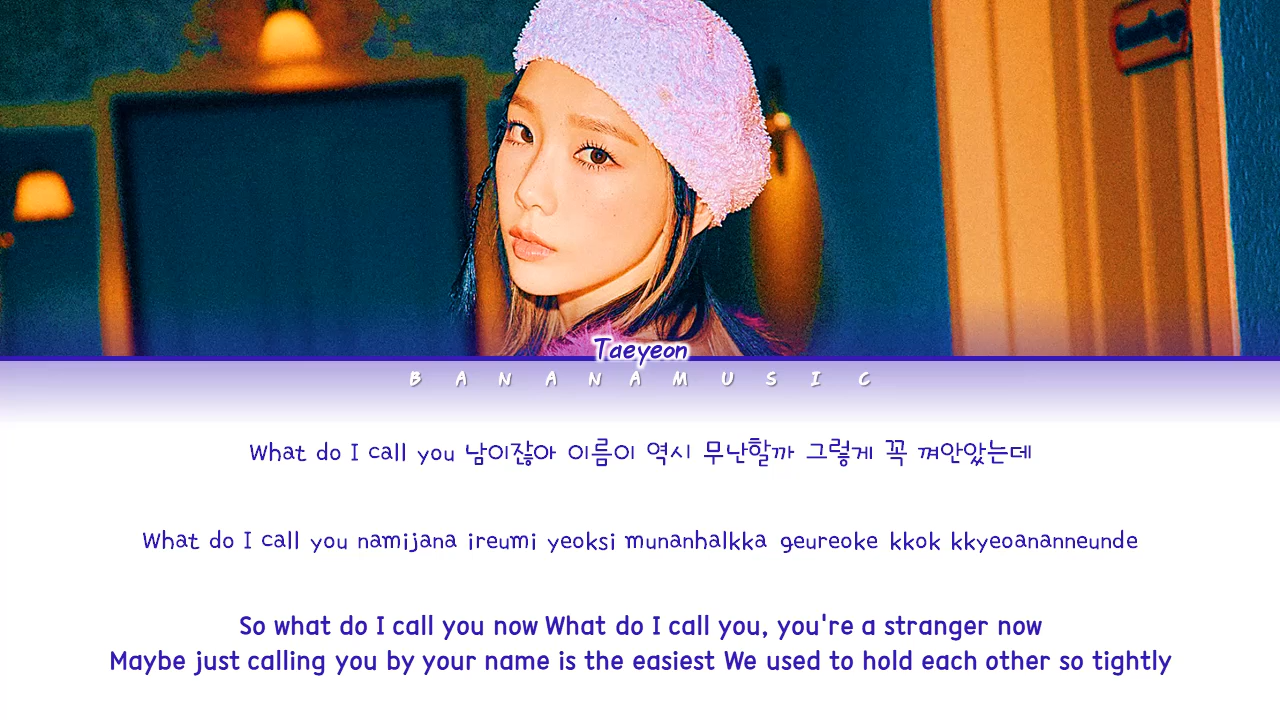 Taeyeon
BANANAMUSIC
What do I call you 남이잖아 이름이 역시 무난할까 그렇게 꼭 껴안았는데
What do I call you namijana ireumi yeoksi munanhalkka geureoke kkok kkyeoananneunde
So what do I call you now What do I call you, you're a stranger now
Maybe just calling you by your name is the easiest We used to hold each other so tightly